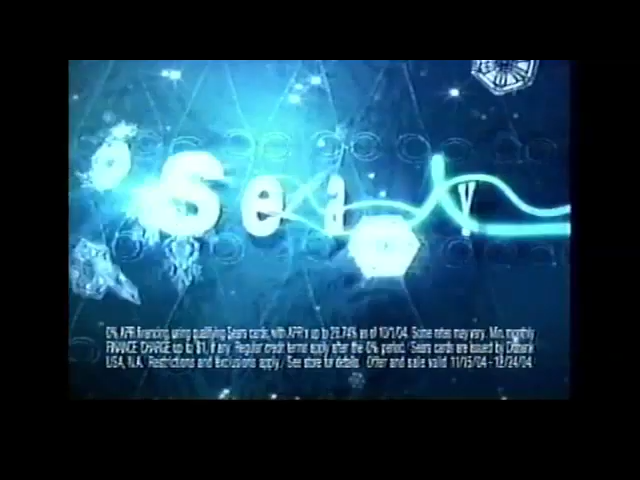 Sea y
0% APR financing, using qualifying Sears cards, with APR's up to 29.74% as of 10/1/04. Some rates may vary. Min. monthly
FINANCE CHARGE up to $1, if any. Regular credit terms apply after the 0% period. Sears cards are issued by Citibank
USA, N.A. Restrictions and exclusions apply. See store for details. Offer and sale valid 11/15/04 - 12/24/04.